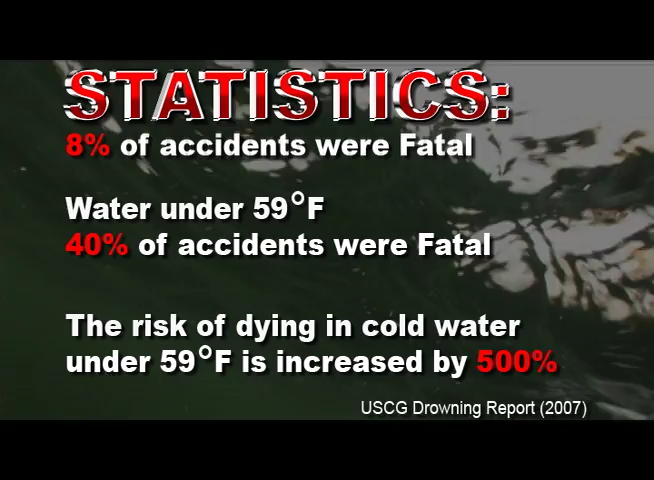 STATISTICS:
8% of accidents were Fatal
Water under 59°F
40% of accidents were Fatal
The risk of dying in cold water
under 59°F is increased by 500%
USCG Drowning Report (2007)